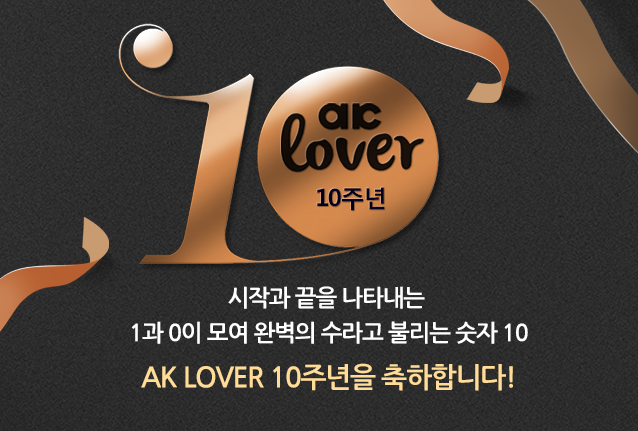 10
ak
lover
10주년
시작과 끝을 나타내는
1과 0이 모여 완벽의 수라고 불리는 숫자 10
AK LOVER 10주년을 축하합니다!